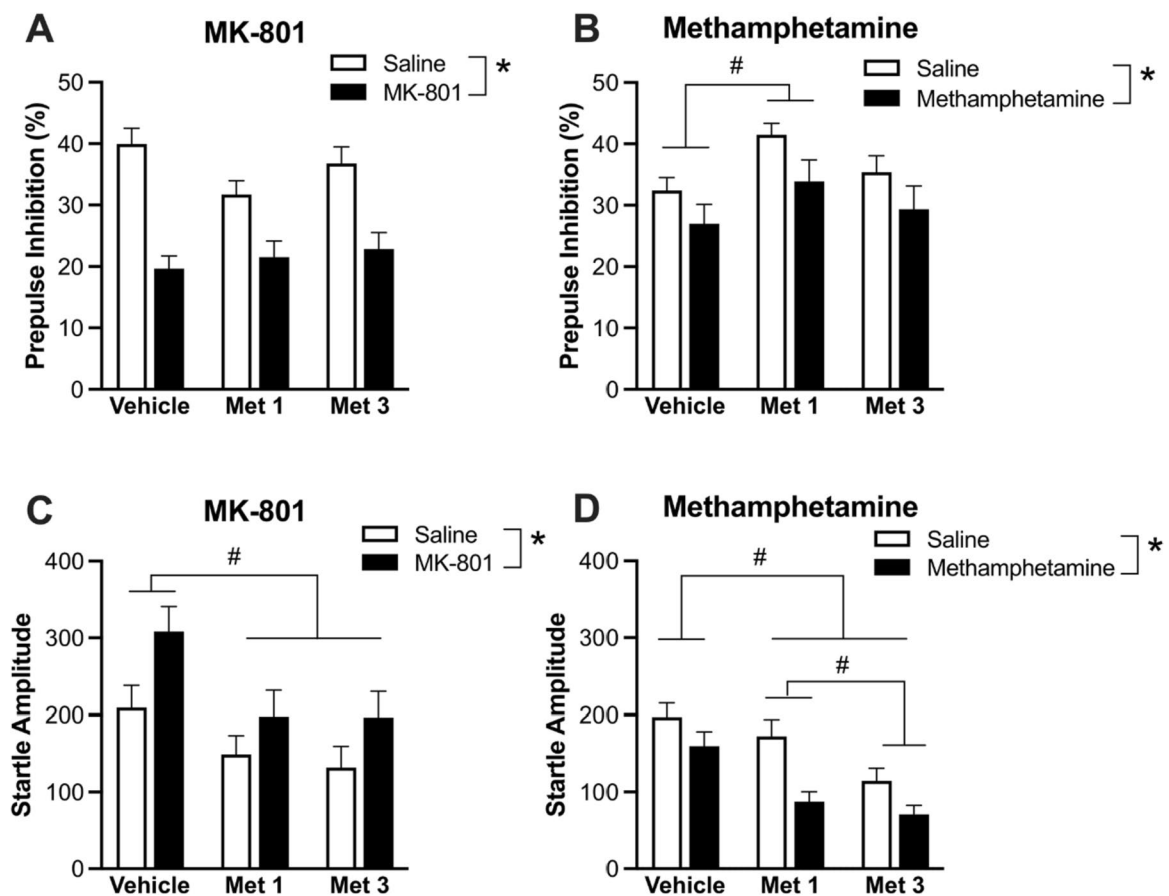 A
MK-801
Saline
MK-801
*
Prepulse Inhibition (%)
50
40
30
20
10
0
Vehicle Met 1 Met 3
B
Methamphetamine
#
Saline
Methamphetamine
*
Prepulse Inhibition (%)
50
40
30
20
10
0
Vehicle Met 1 Met 3
C
MK-801
Saline
MK-801
*
#
Startle Amplitude
400
300
200
100
0
Vehicle Met 1 Met 3
D
Methamphetamine
Saline
Methamphetamine
*
#
#
Startle Amplitude
400
300
200
100
0
Vehicle Met 1 Met 3